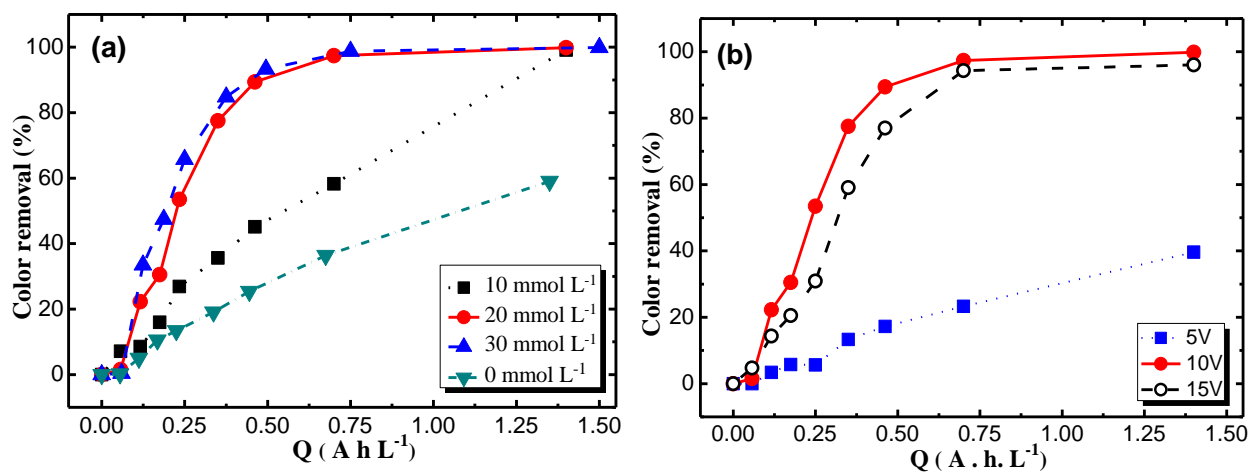 (a)
Color removal (%)
100
80
60
40
20
0
0.00 0.25 0.50 0.75 1.00 1.25 1.50
Q ( A h L⁻¹)
10 mmol L⁻¹
20 mmol L⁻¹
30 mmol L⁻¹
0 mmol L⁻¹
(b)
Color removal (%)
100
80
60
40
20
0
0.00 0.25 0.50 0.75 1.00 1.25 1.50
Q ( A . h. L⁻¹)
5V
10V
15V